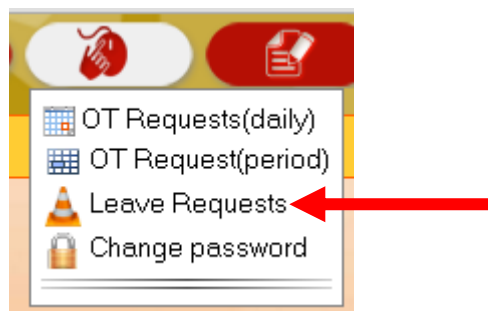 OT Requests(daily)
OT Request(period)
Leave Requests
Change password